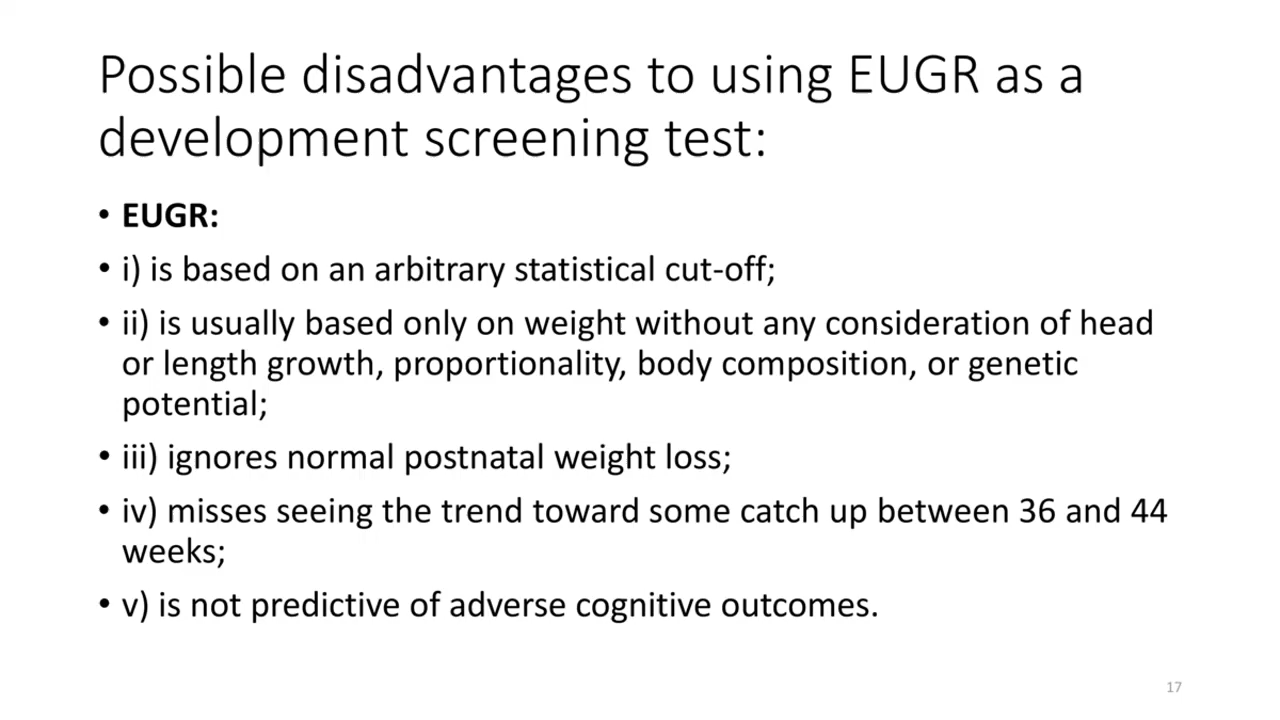 Possible disadvantages to using EUGR as a
development screening test:
• EUGR:
• i) is based on an arbitrary statistical cut-off;
• ii) is usually based only on weight without any consideration of head
or length growth, proportionality, body composition, or genetic
potential;
• iii) ignores normal postnatal weight loss;
• iv) misses seeing the trend toward some catch up between 36 and 44
weeks;
• v) is not predictive of adverse cognitive outcomes.
17